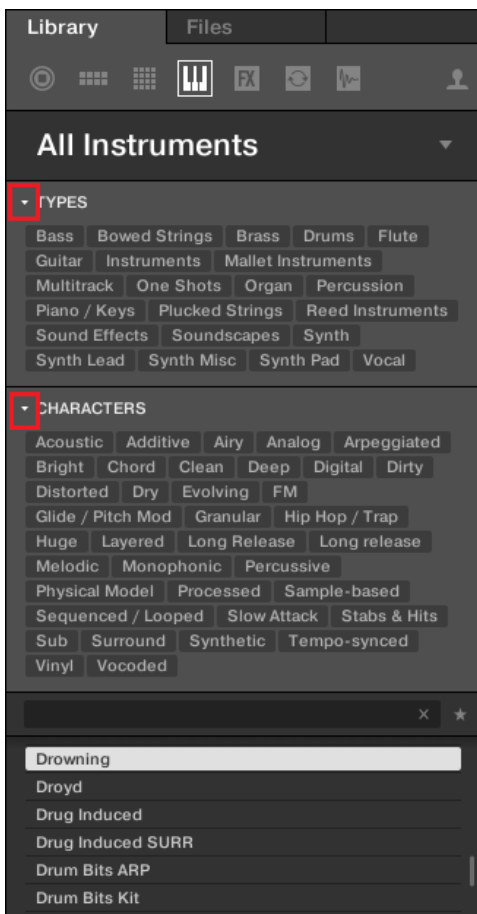 Library Files
FX
All Instruments
TYPES
Bass Bowed Strings Brass Drums Flute
Guitar Instruments Mallet Instruments
Multitrack One Shots Organ Percussion
Piano / Keys Plucked Strings Reed Instruments
Sound Effects Soundscapes Synth
Synth Lead Synth Misc Synth Pad Vocal
CHARACTERS
Acoustic Additive Airy Analog Arpeggiated
Bright Chord Clean Deep Digital Dirty
Distorted Dry Evolving FM
Glide / Pitch Mod Granular Hip Hop / Trap
Huge Layered Long Release Long release
Melodic Monophonic Percussive
Physical Model Processed Sample-based
Sequenced / Looped Slow Attack Stabs & Hits
Sub Surround Synthetic Tempo-synced
Vinyl Vocoded
Drowning
Droyd
Drug Induced
Drug Induced SURR
Drum Bits ARP
Drum Bits Kit